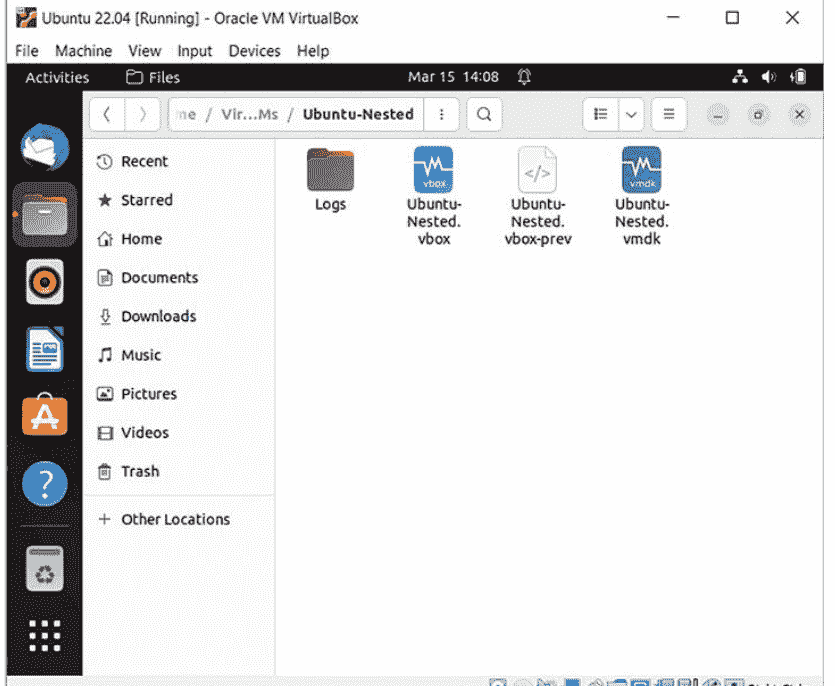 Ubuntu 22.04 [Running] - Oracle VM VirtualBox
File Machine View Input Devices Help
Activities Files Mar 15 14:08
me / Vir...Ms / Ubuntu-Nested
Recent
Starred
Home
Documents
Downloads
Music
Pictures
Videos
Trash
Other Locations
Logs
vbox
Ubuntu-
Nested.
vbox
</>
Ubuntu-
Nested.
vbox-prev
vmdk
Ubuntu-
Nested.
vmdk